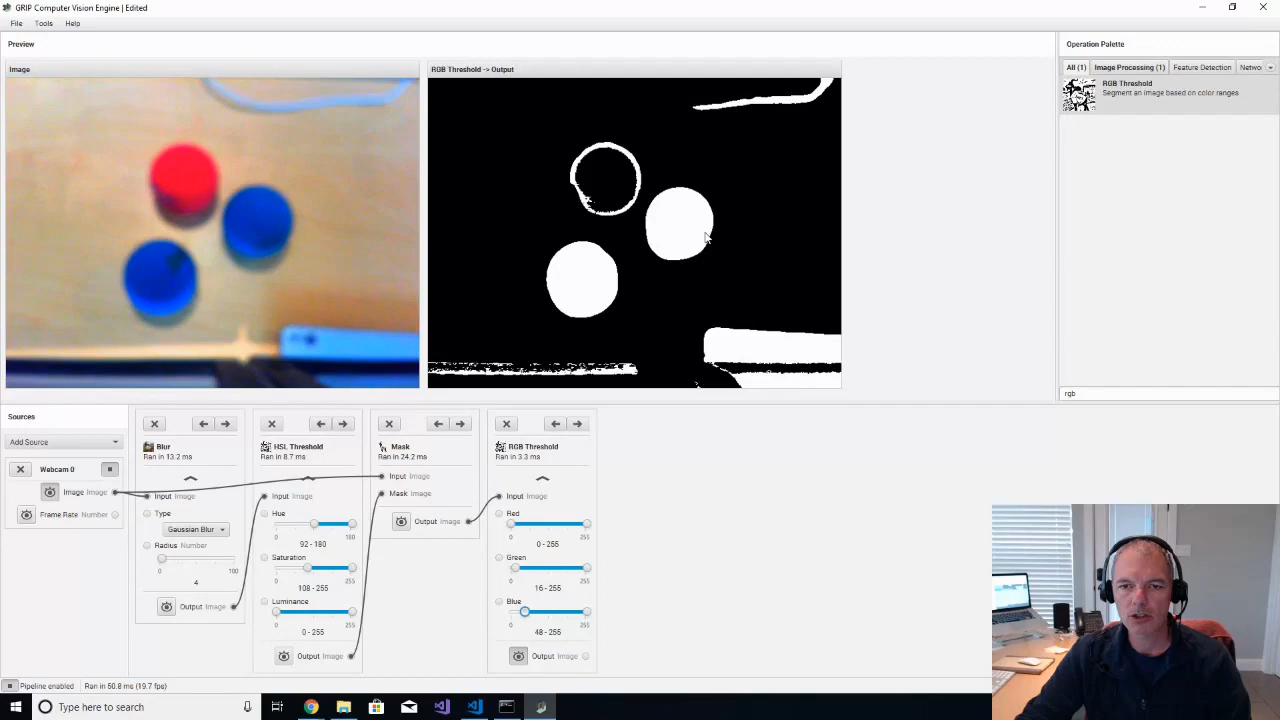 GRIP Computer Vision Engine | Edited
File Tools Help
Preview
Image
RGB Threshold -> Output
Operation Palette
All (1) Image Processing (1) Feature Detection Netwo
RGB Threshold
Segment an image based on color ranges
rgb
Sources
Add Source
Webcam 0
Image Image
Frame Rate Number
Blur
Ran in 13.2 ms
Input Image
Type
Gaussian Blur
Radius Number
0 100
4
Output Image
HSL Threshold
Ran in 8.7 ms
Input Image
Hue
0 180
92 - 180
Saturation
0 255
Luminance
0 255
0 - 255
Output Image
Mask
Ran in 24.2 ms
Input Image
Mask Image
Output Image
RGB Threshold
Ran in 3.3 ms
Input Image
Red
0 255
0 - 255
Green
0 255
16 - 255
Blue
0 255
48 - 255
Output Image
Pipeline enabled Ran in 50.8 ms (19.7 fps)
Type here to search